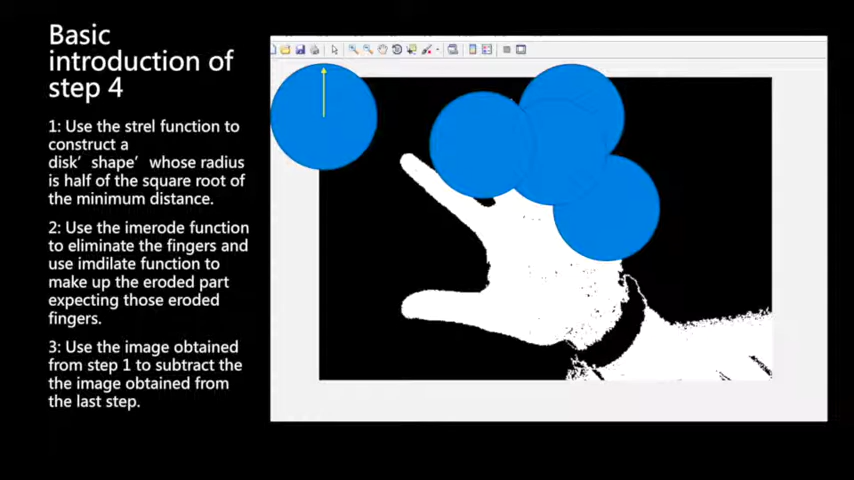 Basic
introduction of
step 4
1: Use the strel function to
construct a
disk’shape’whose radius
is half of the square root of
the minimum distance.
2: Use the imerode function
to eliminate the fingers and
use imdilate function to
make up the eroded part
expecting those eroded
fingers.
3: Use the image obtained
from step 1 to subtract the
the image obtained from
the last step.